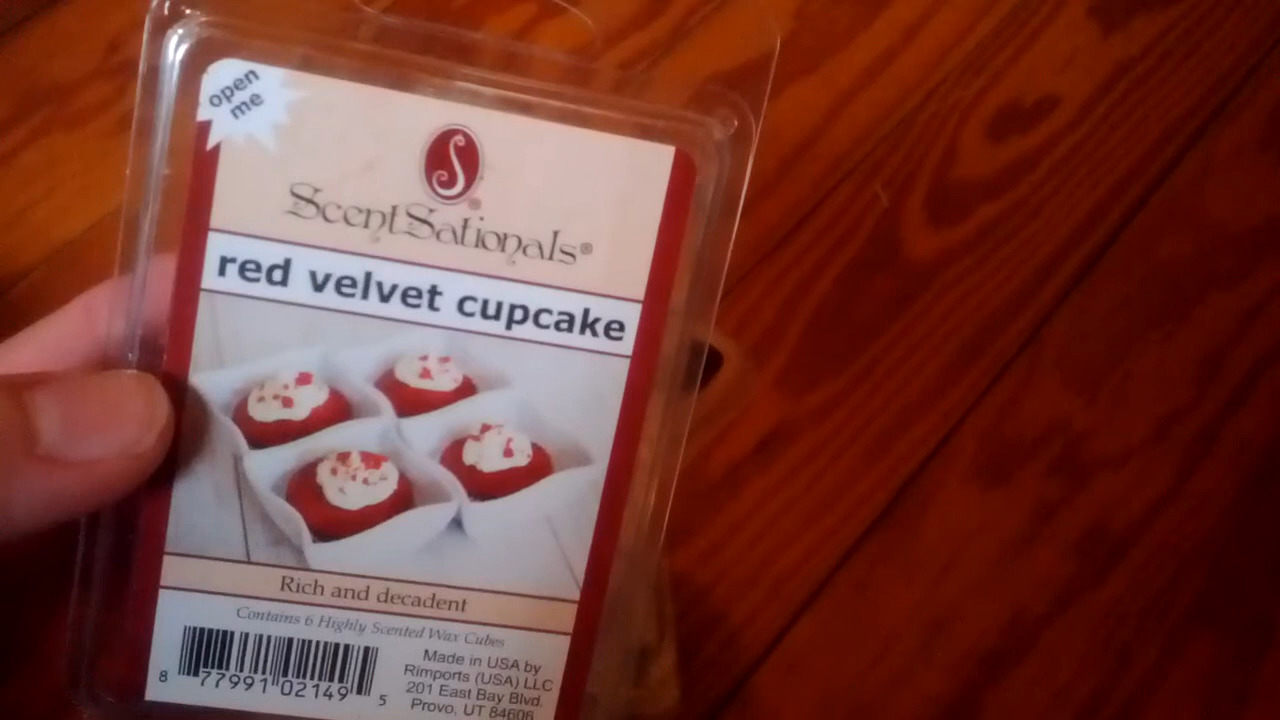 open
me
S
®
ScentSationals®
red velvet cupcake
Rich and decadent
Contains 6 Highly Scented Wax Cubes
8 77991 02149 5
Made in USA by
Rimports (USA) LLC
201 East Bay Blvd.
Provo, UT 84606